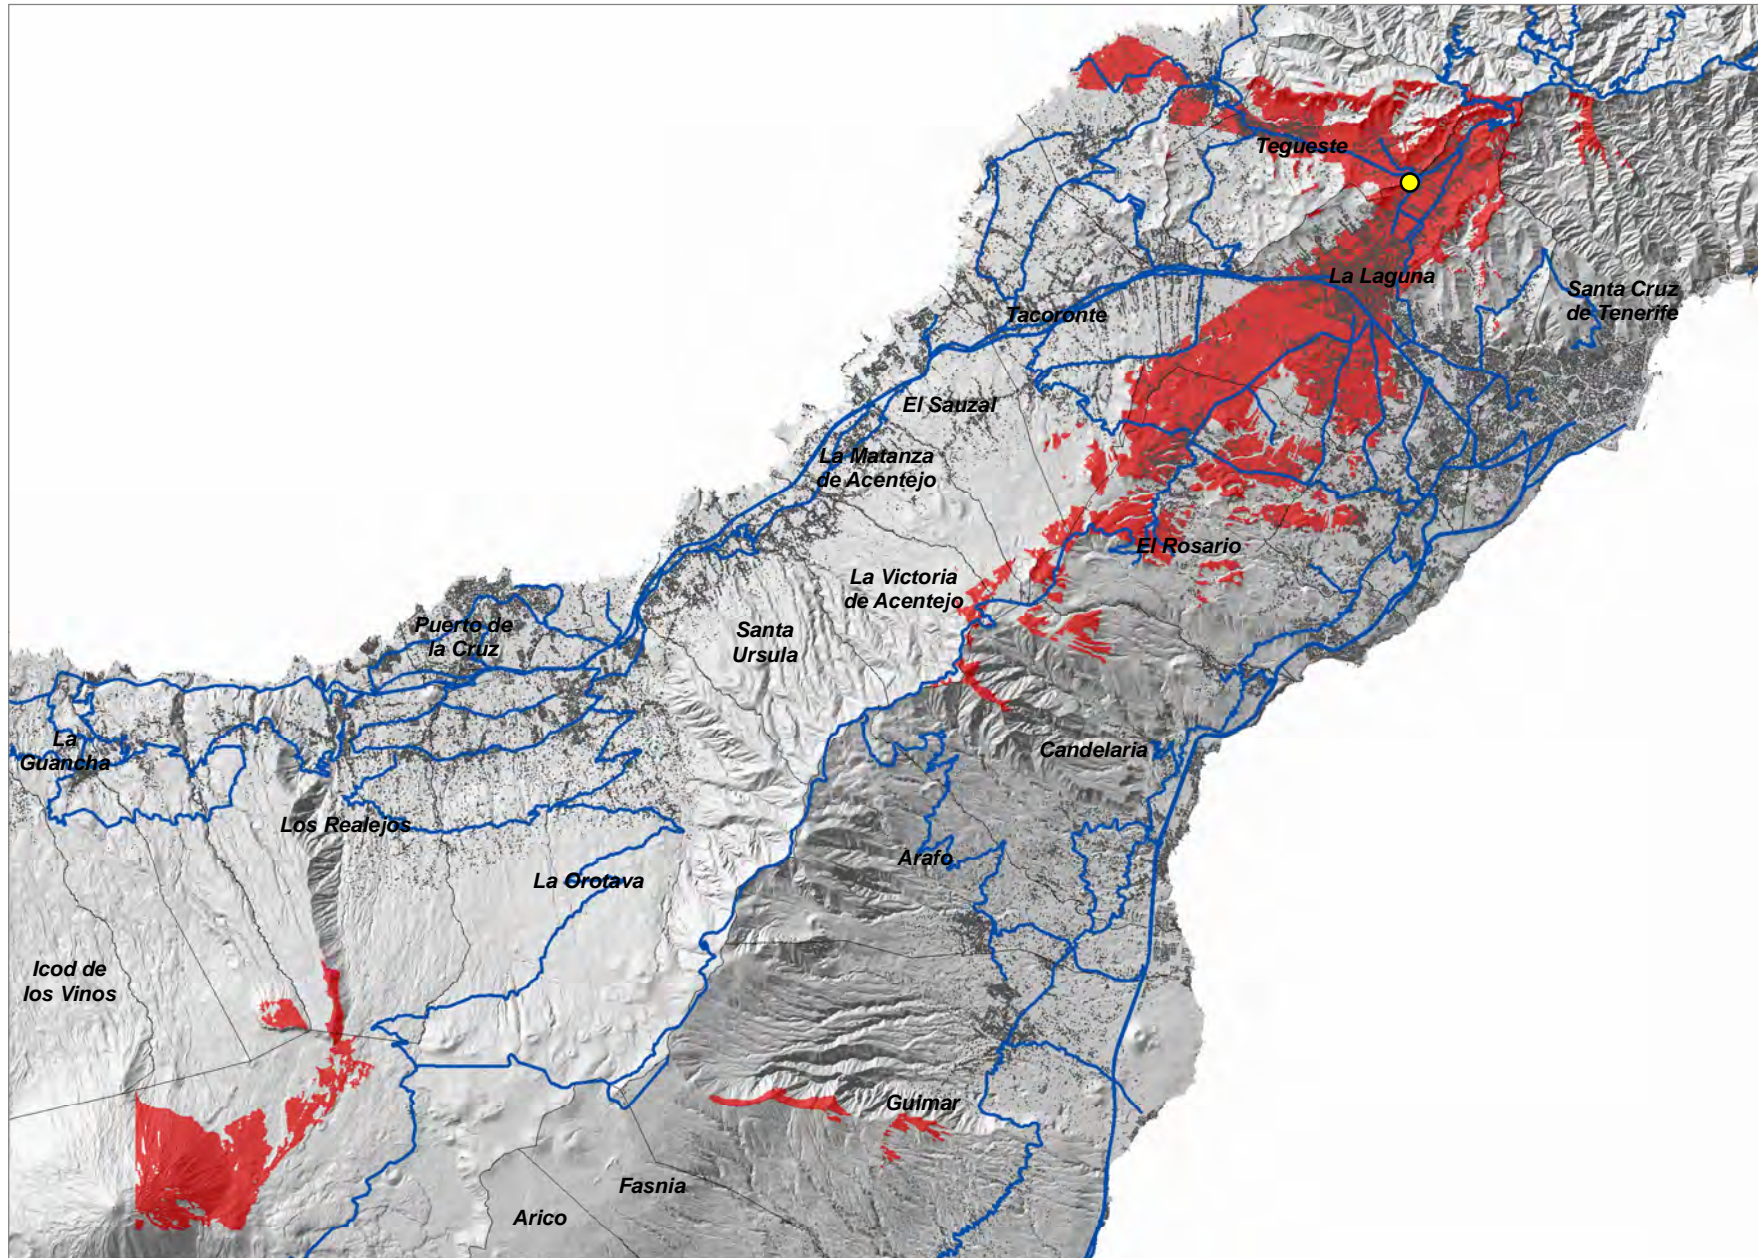 Tegueste
La Laguna
Santa Cruz
de Tenerife
Tacoronte
El Sauzal
La Matanza
de Acentejo
El Rosario
La Victoria
de Acentejo
Santa
Ursula
Puerto de
la Cruz
La
Guancha
Candelaria
Los Realejos
Arafo
La Orotava
Icod de
los Vinos
Guimar
Fasnia
Arico